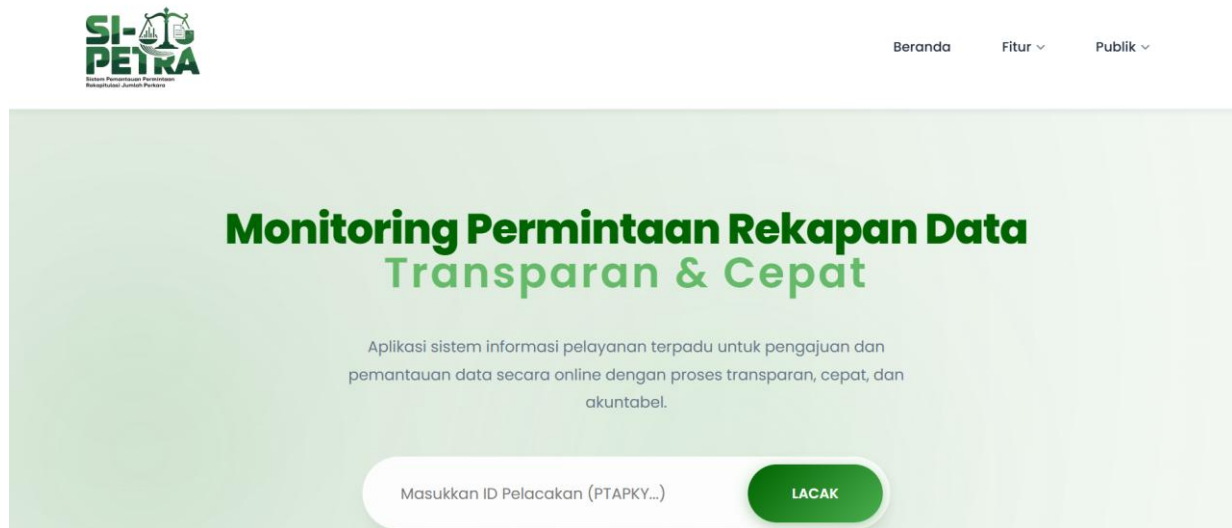 SI-
PETRA
Sistem Pemantauan Permintaan
Rekapitulasi Jumlah Perkara
Beranda
Fitur
Publik
Monitoring Permintaan Rekapan Data
Transparan & Cepat
Aplikasi sistem informasi pelayanan terpadu untuk pengajuan dan
pemantauan data secara online dengan proses transparan, cepat, dan
akuntabel.
Masukkan ID Pelacakan (PTAPKY...)
LACAK